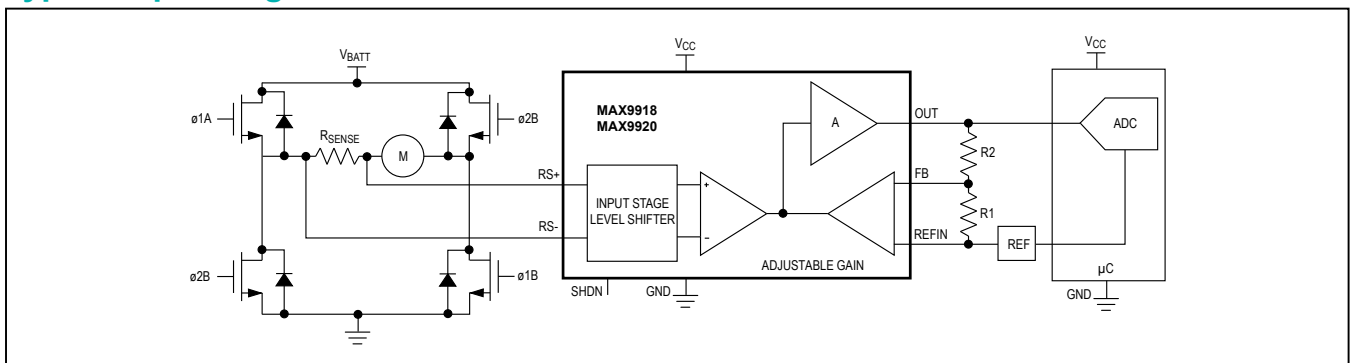 VBATT
ø1A
ø2B
RSENSE
M
ø2B
ø1B
RS+
RS-
VCC
MAX9918
MAX9920
INPUT STAGE
LEVEL SHIFTER
+
−
A
ADJUSTABLE GAIN
SHDN
GND
OUT
FB
REFIN
R2
R1
REF
VCC
ADC
µC
GND